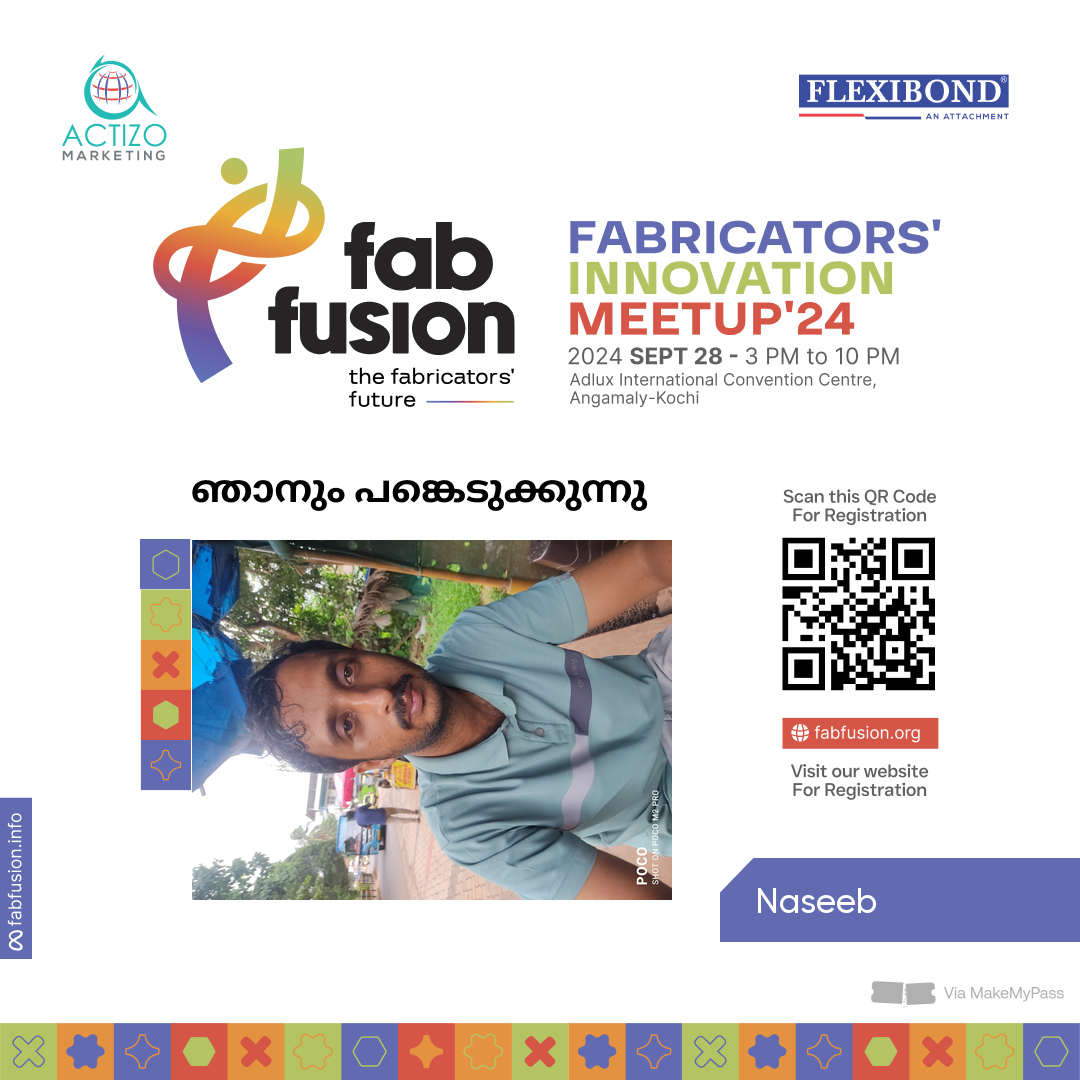 ACTIZO
MARKETING
FLEXIBOND®
AN ATTACHMENT
fab
fusion
the fabricators'
future
FABRICATORS'
INNOVATION
MEETUP'24
2024 SEPT 28 - 3 PM to 10 PM
Adlux International Convention Centre,
Angamaly-Kochi
ഞാനും പങ്കെടുക്കുന്നു
Scan this QR Code
For Registration
fabfusion.org
Visit our website
For Registration
POCO
SHOT ON POCO M2 PRO
fabfusion.info
Naseeb
Via MakeMyPass